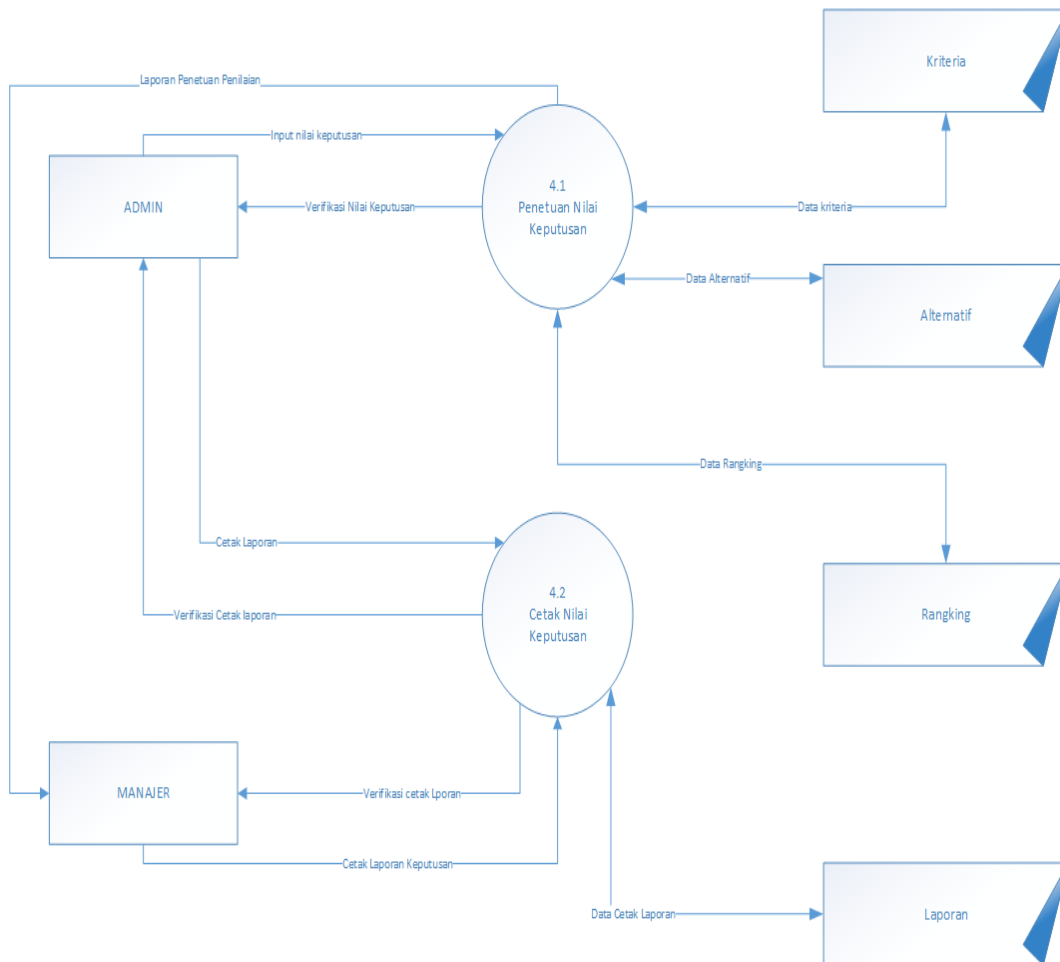 Kriteria
Laporan Penetuan Penilaian
Input nilai keputusan
4.1
Penetuan Nilai
Keputusan
ADMIN
Verifikasi Nilai Keputusan
Data kriteria
Data Alternatif
Alternatif
Data Rangking
Cetak Laporan
4.2
Cetak Nilai
Keputusan
Verifikasi Cetak laporan
Rangking
MANAJER
Verifikasi cetak Lporan
Cetak Laporan Keputusan
Data Cetak Laporan
Laporan